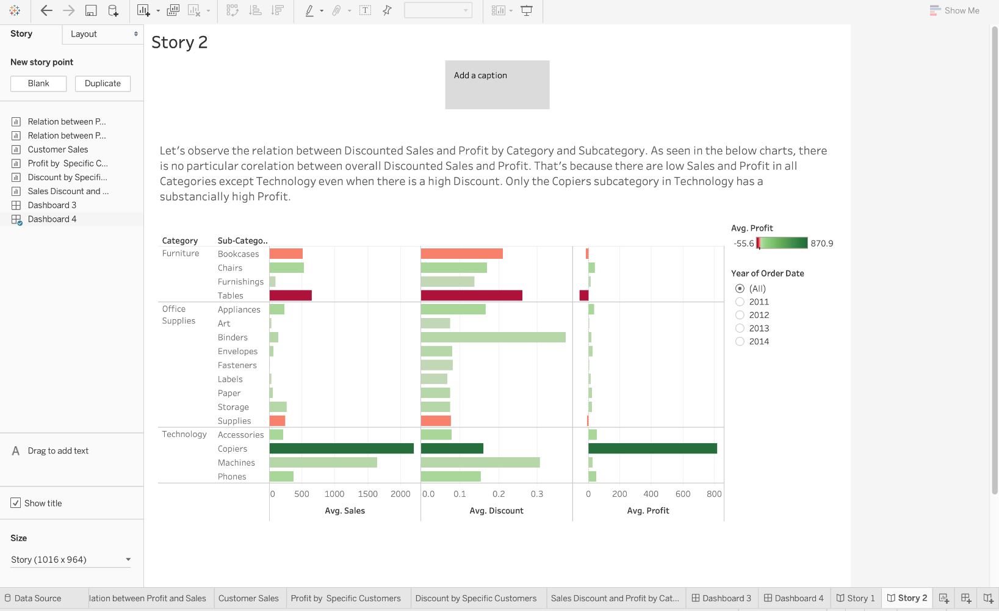 Show Me
Story
Layout
New story point
Blank
Duplicate
Relation between P...
Relation between P...
Customer Sales
Profit by  Specific C...
Discount by Specifi...
Sales Discount and ...
Dashboard 3
Dashboard 4
A Drag to add text
Show title
Size
Story (1016 x 964)
Story 2
Add a caption
Let's observe the relation between Discounted Sales and Profit by Category and Subcategory. As seen in the below charts, there
is no particular corelation between overall Discounted Sales and Profit. That's because there are low Sales and Profit in all
Categories except Technology even when there is a high Discount. Only the Copiers subcategory in Technology has a
substancially high Profit.
Category Sub-Catego..
Furniture Bookcases
Chairs
Furnishings
Tables
Office
Supplies
Appliances
Art
Binders
Envelopes
Fasteners
Labels
Paper
Storage
Supplies
Technology Accessories
Copiers
Machines
Phones
0 500 1000 1500 2000
Avg. Sales
0.0 0.1 0.2 0.3
Avg. Discount
0 200 400 600 800
Avg. Profit
Avg. Profit
-55.6 870.9
Year of Order Date
(All)
2011
2012
2013
2014
Data Source
lation between Profit and Sales
Customer Sales
Profit by  Specific Customers
Discount by Specific Customers
Sales Discount and Profit by Cat...
Dashboard 3
Dashboard 4
Story 1
Story 2